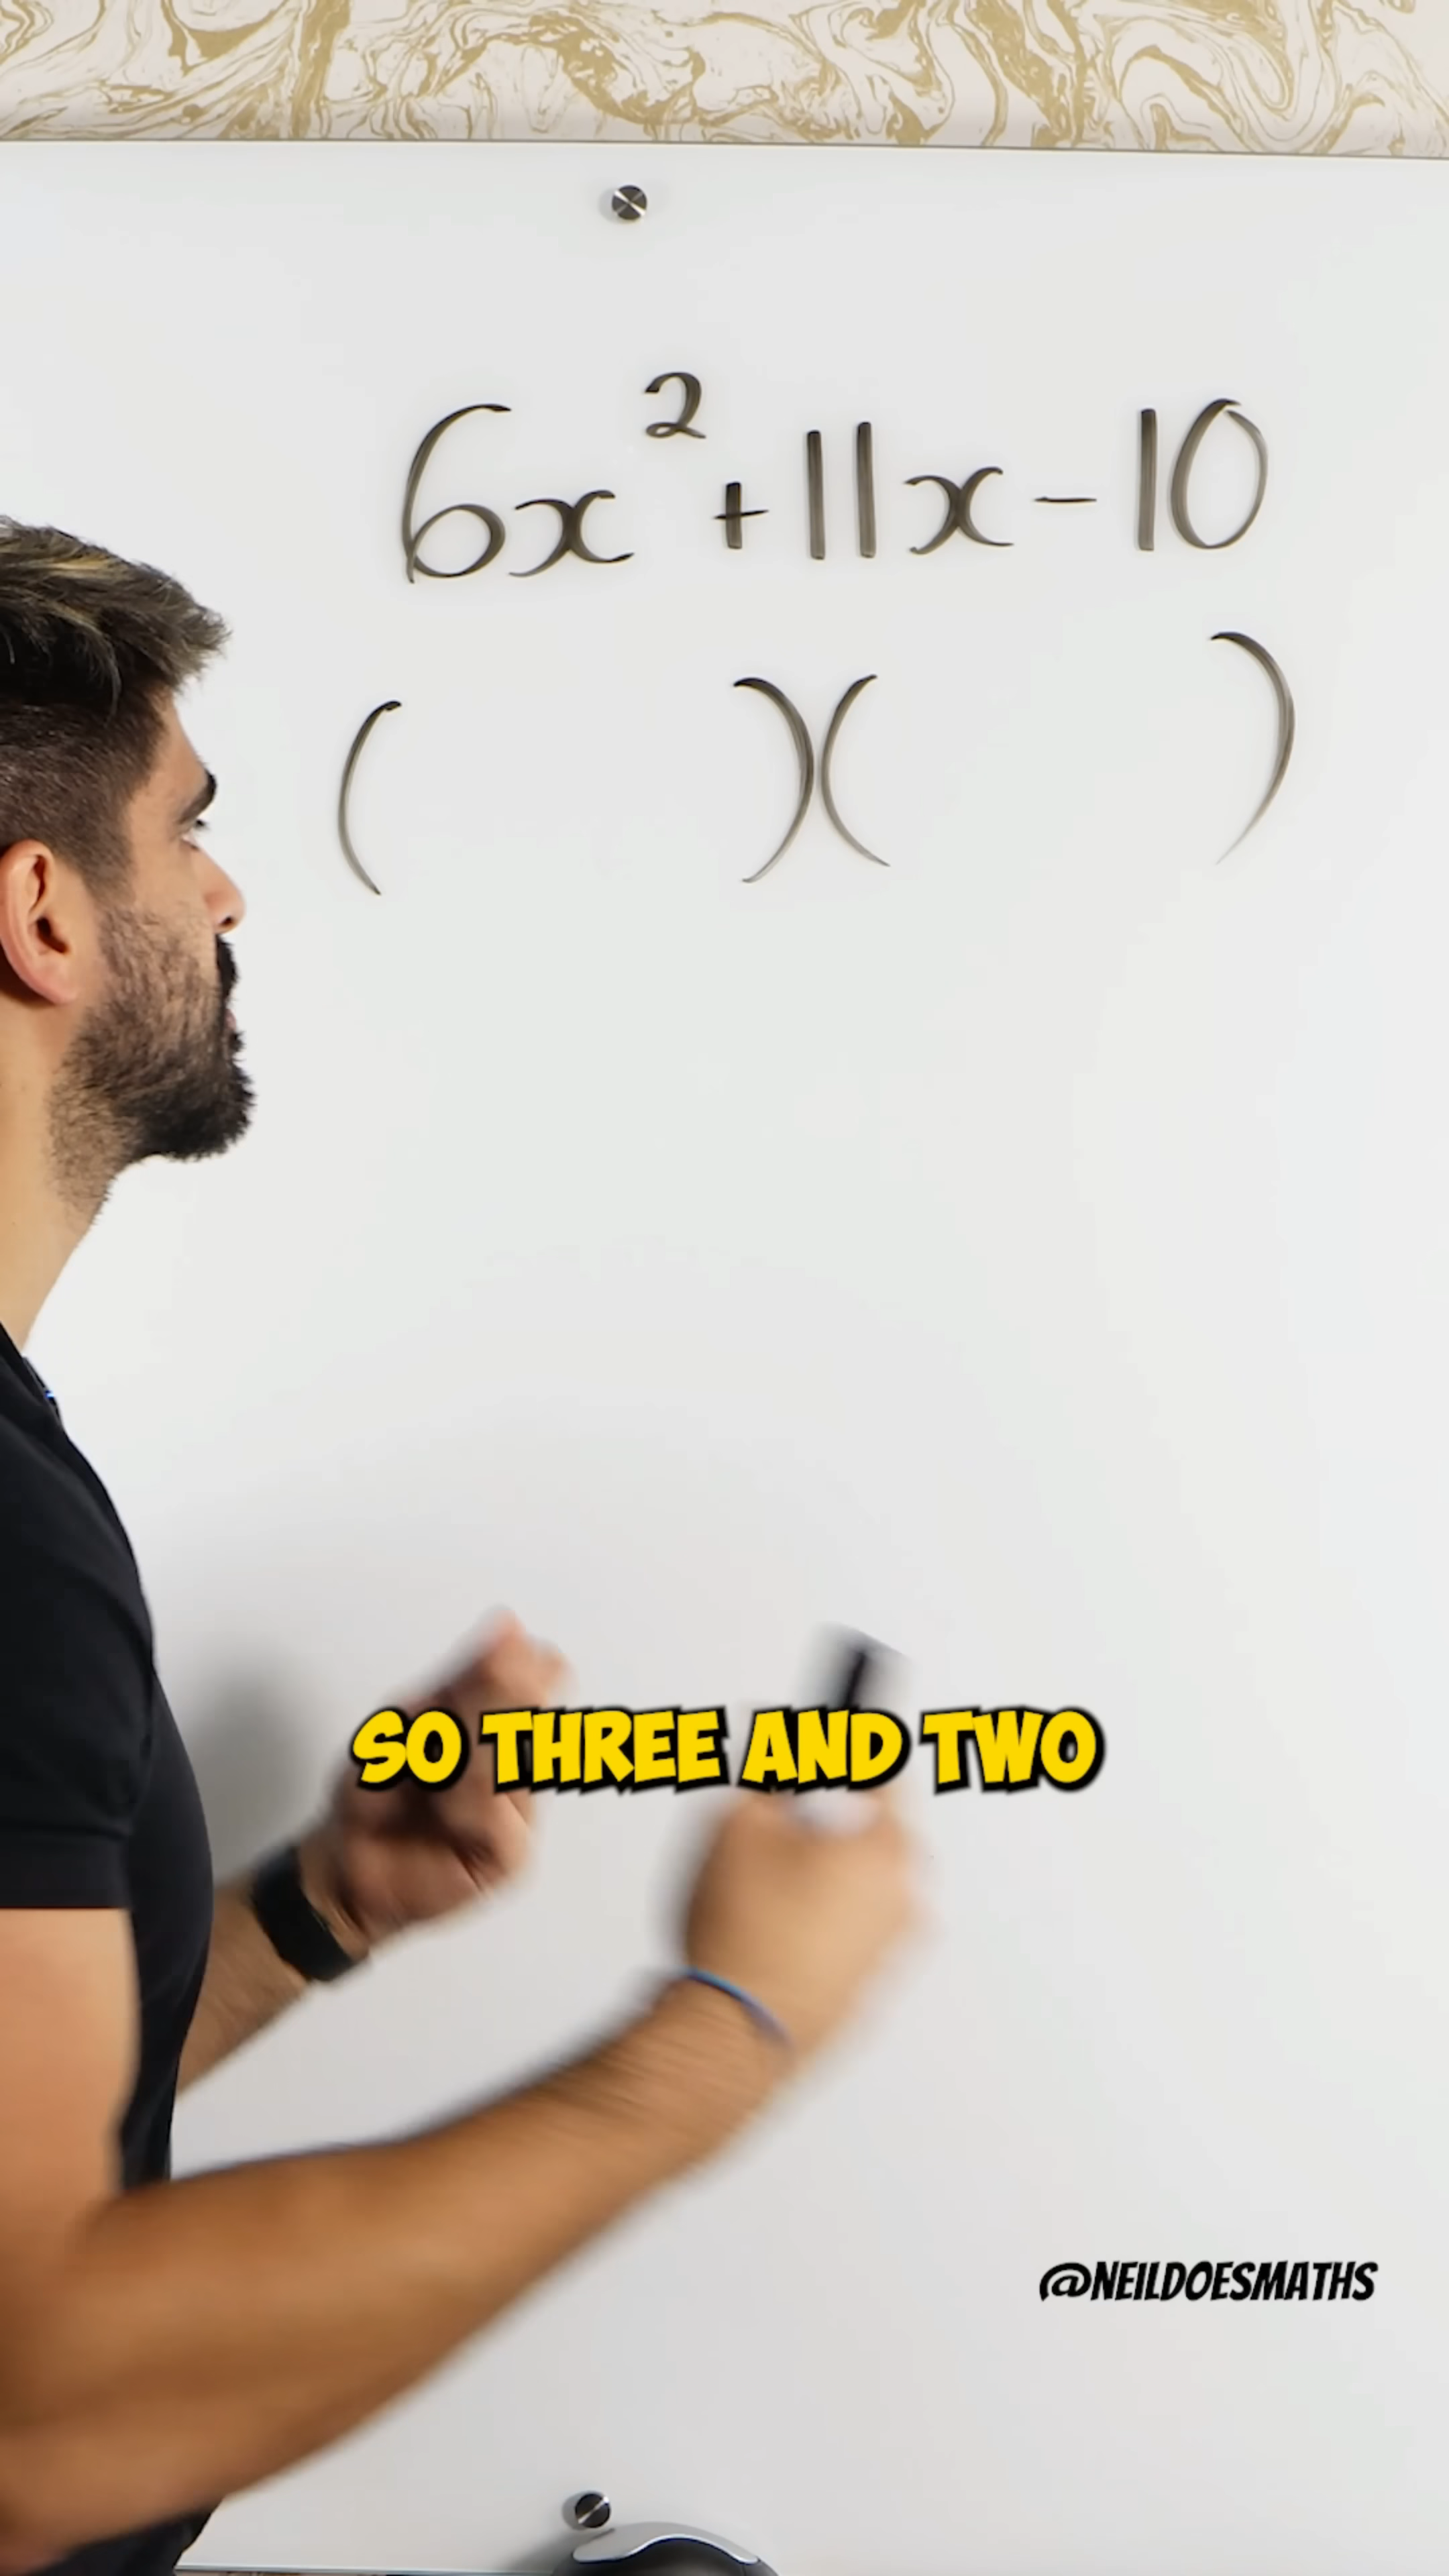 6x²+11x-10
(       )(       )
SO THREE AND TWO
@NEILDOESMATHS